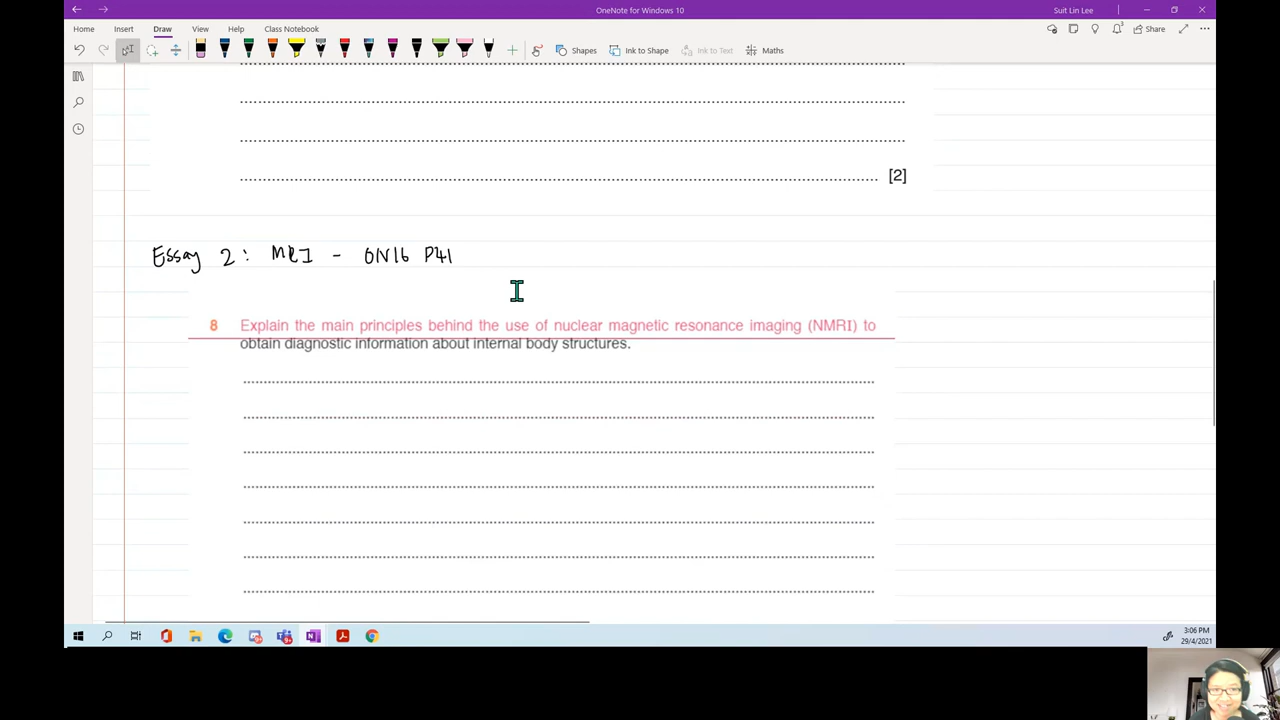 OneNote for Windows 10
Suit Lin Lee
Home Insert Draw View Help Class Notebook
Share
Shapes Ink to Shape Ink to Text Maths
[2]
Essay 2: MRI - ON16 P41
8 Explain the main principles behind the use of nuclear magnetic resonance imaging (NMRI) to
obtain diagnostic information about internal body structures.
3:06 PM
29/4/2021